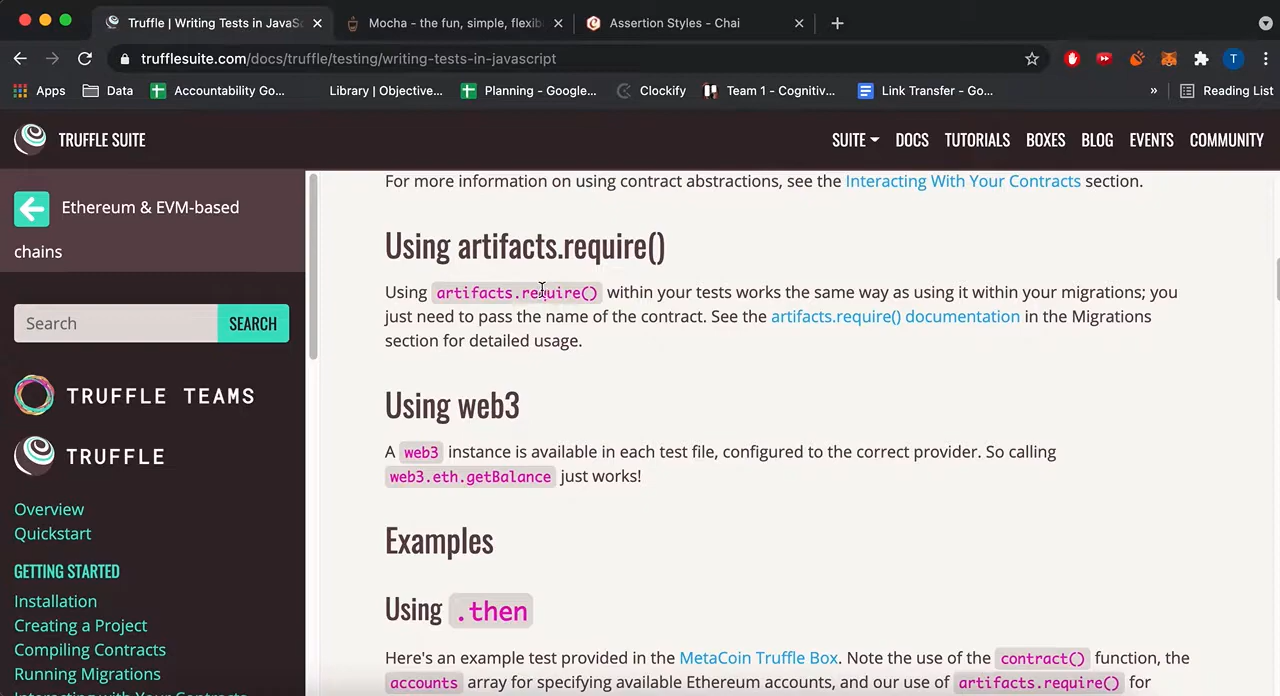 Truffle | Writing Tests in JavaSc
Mocha - the fun, simple, flexib
Assertion Styles - Chai
trufflesuite.com/docs/truffle/testing/writing-tests-in-javascript
T
Apps
Data
Accountability Go...
Library | Objective...
Planning - Google...
Clockify
Team 1 - Cognitiv...
Link Transfer - Go...
»
Reading List
TRUFFLE SUITE
SUITE
DOCS
TUTORIALS
BOXES
BLOG
EVENTS
COMMUNITY
Ethereum & EVM-based
chains
Search
SEARCH
TRUFFLE TEAMS
TRUFFLE
Overview
Quickstart
GETTING STARTED
Installation
Creating a Project
Compiling Contracts
Running Migrations
Interacting with Your Contracts
For more information on using contract abstractions, see the Interacting With Your Contracts section.
Using artifacts.require()
Using artifacts.require() within your tests works the same way as using it within your migrations; you
just need to pass the name of the contract. See the artifacts.require() documentation in the Migrations
section for detailed usage.
Using web3
A web3 instance is available in each test file, configured to the correct provider. So calling
web3.eth.getBalance just works!
Examples
Using .then
Here's an example test provided in the MetaCoin Truffle Box. Note the use of the contract() function, the
accounts array for specifying available Ethereum accounts, and our use of artifacts.require() for